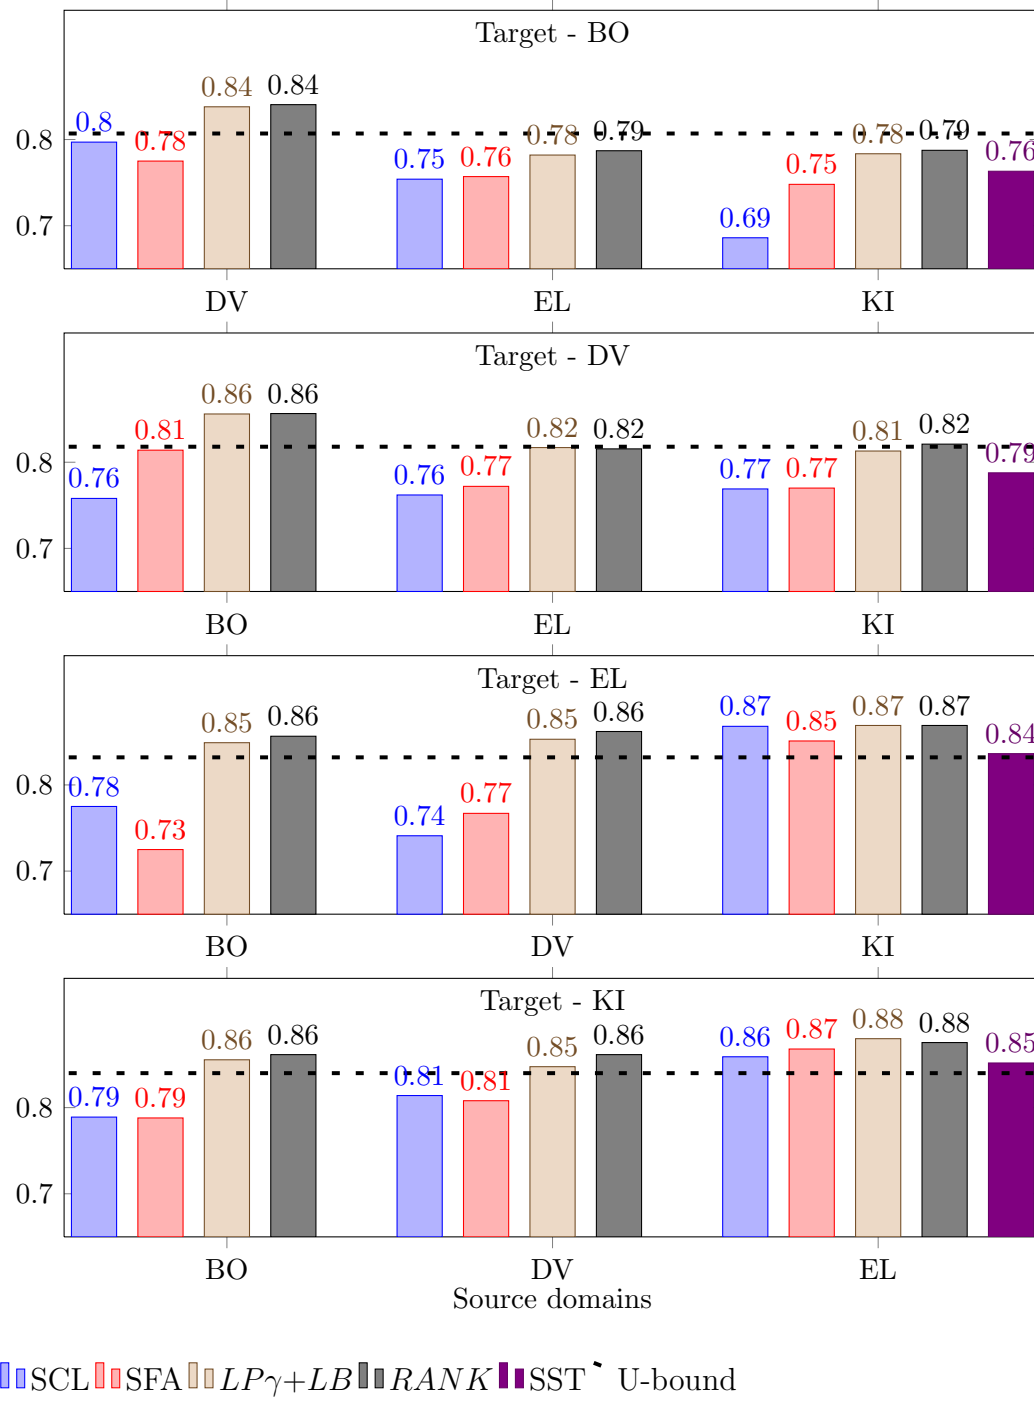 Target - BO
0.84 0.84
0.8 0.78 0.75 0.76 0.78 0.79 0.69 0.75 0.78 0.79 0.76
0.8
0.7
DV EL KI
Target - DV
0.76 0.81 0.86 0.86 0.76 0.77 0.82 0.82 0.77 0.77 0.81 0.82 0.79
0.8
0.7
BO EL KI
Target - EL
0.78 0.73 0.85 0.86 0.74 0.77 0.85 0.86 0.87 0.85 0.87 0.87 0.84
0.8
0.7
BO DV KI
Target - KI
0.79 0.79 0.86 0.86 0.81 0.81 0.85 0.86 0.86 0.87 0.88 0.88 0.85
0.8
0.7
BO DV EL
Source domains
SCL SFA LPγ+LB RANK SST U-bound